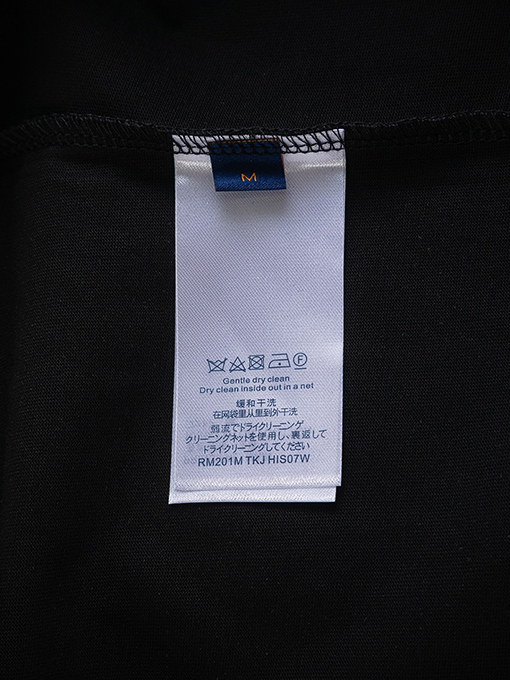 M
Gentle dry clean
Dry clean inside out in a net
缓和干洗
在网袋里从里到外干洗
弱流でドライクリーニング
クリーニングネットを使用し、裏返して
ドライクリーニングしてください
RM201M TKJ HIS07W